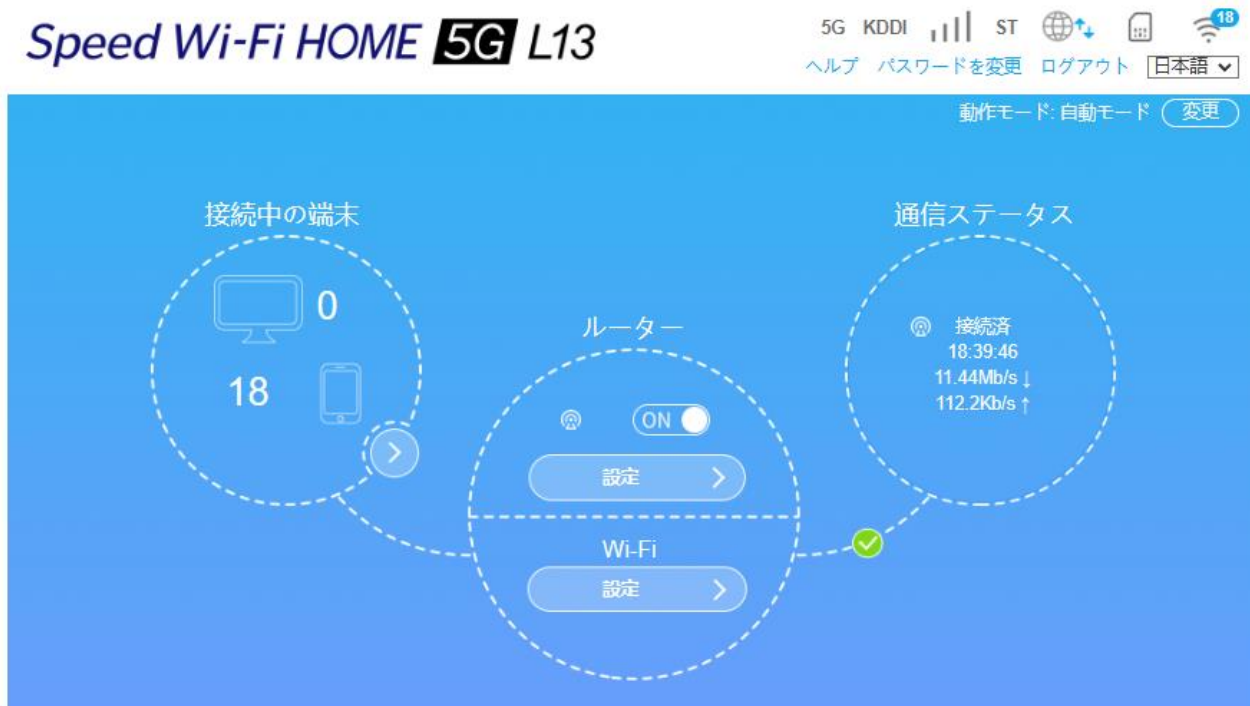 Speed Wi-Fi HOME 5G L13
5G KDDI ST 18
ヘルプ パスワードを変更 ログアウト 日本語
動作モード: 自動モード 変更
接続中の端末
0
18
ルーター
ON
設定
Wi-Fi
設定
通信ステータス
接続済
18:39:46
11.44Mb/s ↓
112.2Kb/s ↑